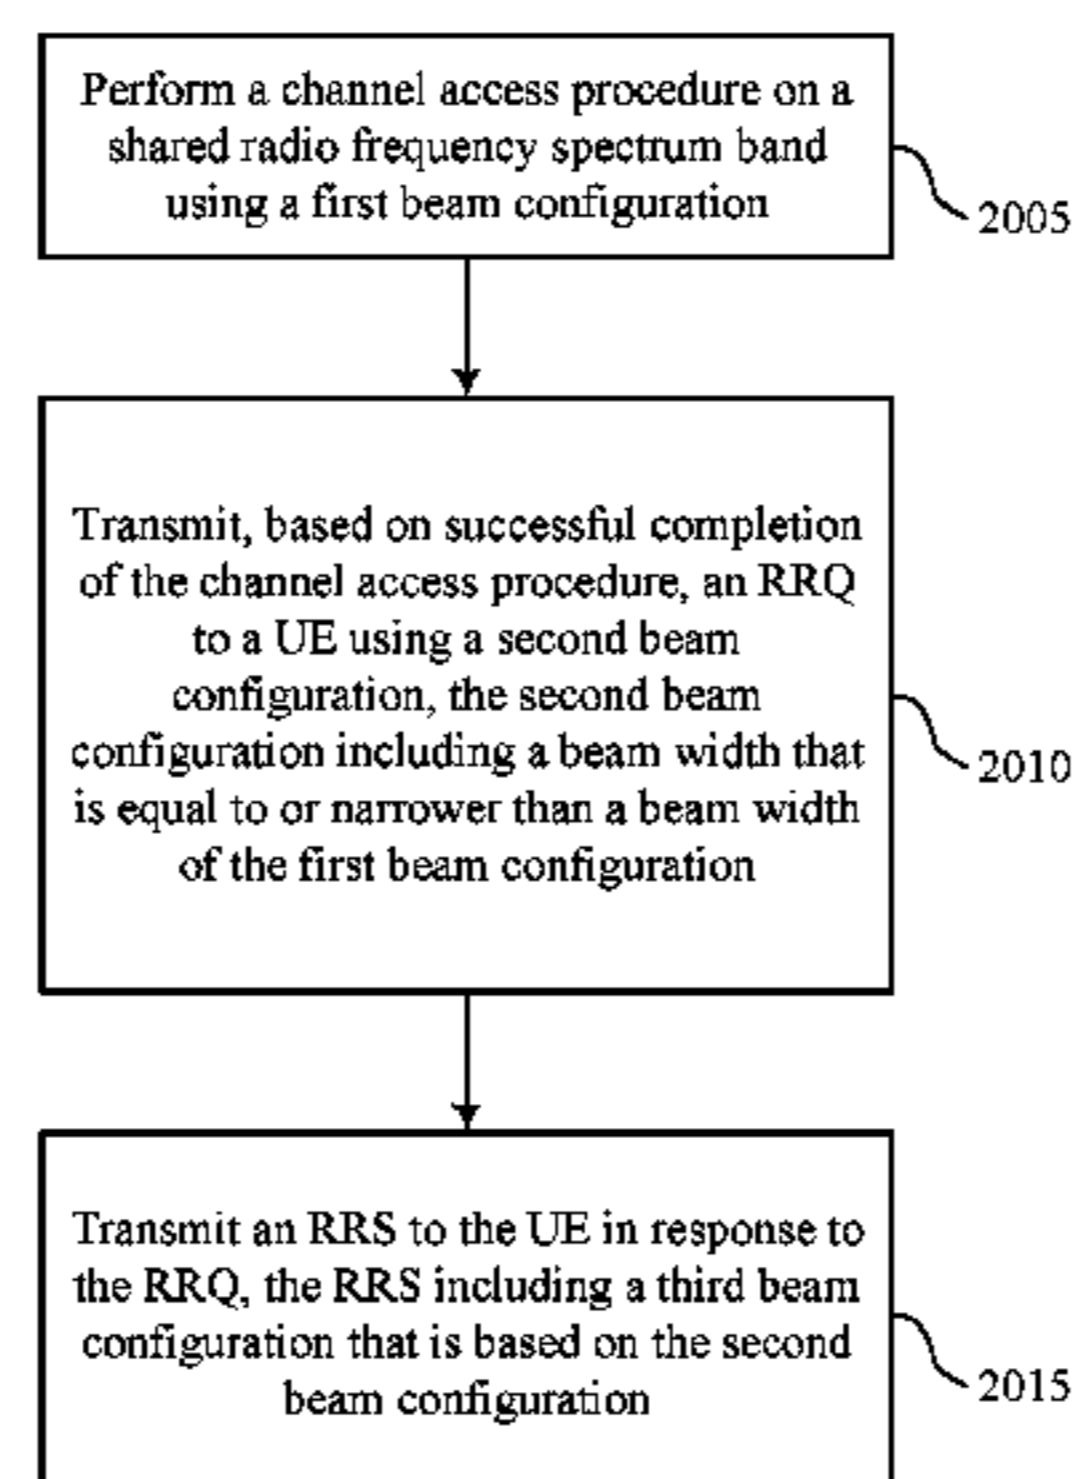 Perform a channel access procedure on a
shared radio frequency spectrum band
using a first beam configuration
2005
Transmit, based on successful completion
of the channel access procedure, an RRQ
to a UE using a second beam
configuration, the second beam
configuration including a beam width that
is equal to or narrower than a beam width
of the first beam configuration
2010
Transmit an RRS to the UE in response to
the RRQ, the RRS including a third beam
configuration that is based on the second
beam configuration
2015